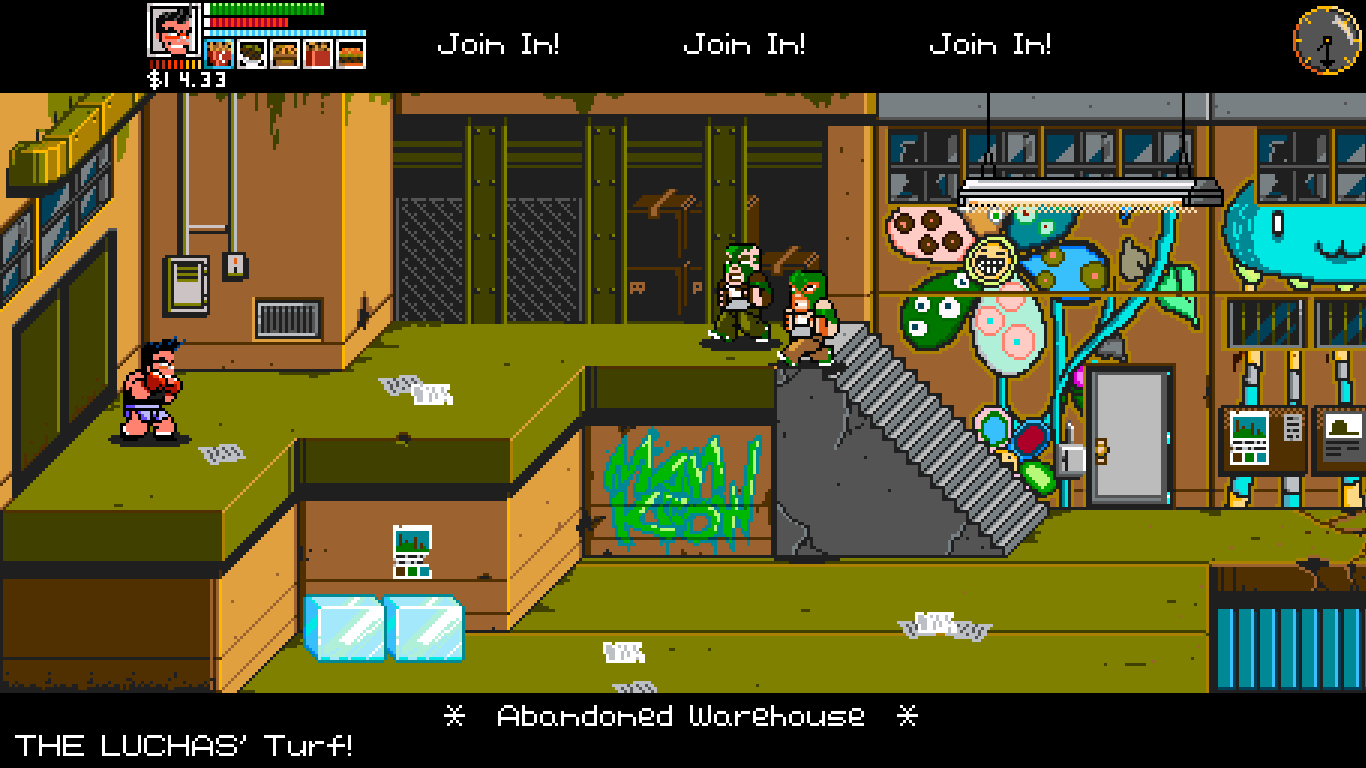 Join In!
Join In!
Join In!
$14.33
* Abandoned Warehouse *
THE LUCHAS' Turf!